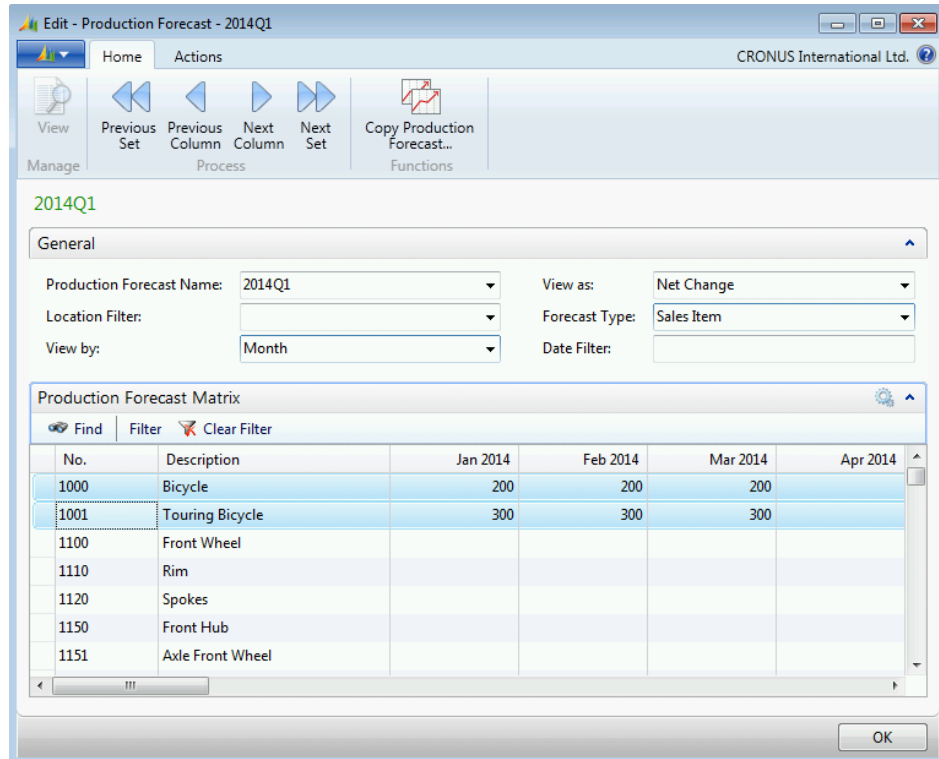 Edit - Production Forecast - 2014Q1
Home Actions CRONUS International Ltd.
View Previous Set Previous Column Next Column Next Set Copy Production Forecast...
Manage Process Functions
2014Q1
General
Production Forecast Name: 2014Q1 View as: Net Change
Location Filter: Forecast Type: Sales Item
View by: Month Date Filter:
Production Forecast Matrix
Find Filter Clear Filter
No. Description Jan 2014 Feb 2014 Mar 2014 Apr 2014
1000 Bicycle 200 200 200
1001 Touring Bicycle 300 300 300
1100 Front Wheel
1110 Rim
1120 Spokes
1150 Front Hub
1151 Axle Front Wheel
OK